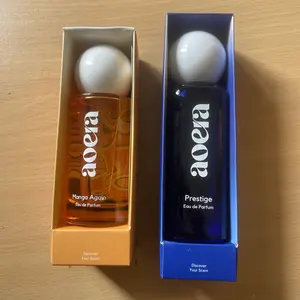 aoera
Mango Again
Eau de Parfum
Discover
Your Scent
aoera
Prestige
Eau de Parfum
Discover
Your Scent